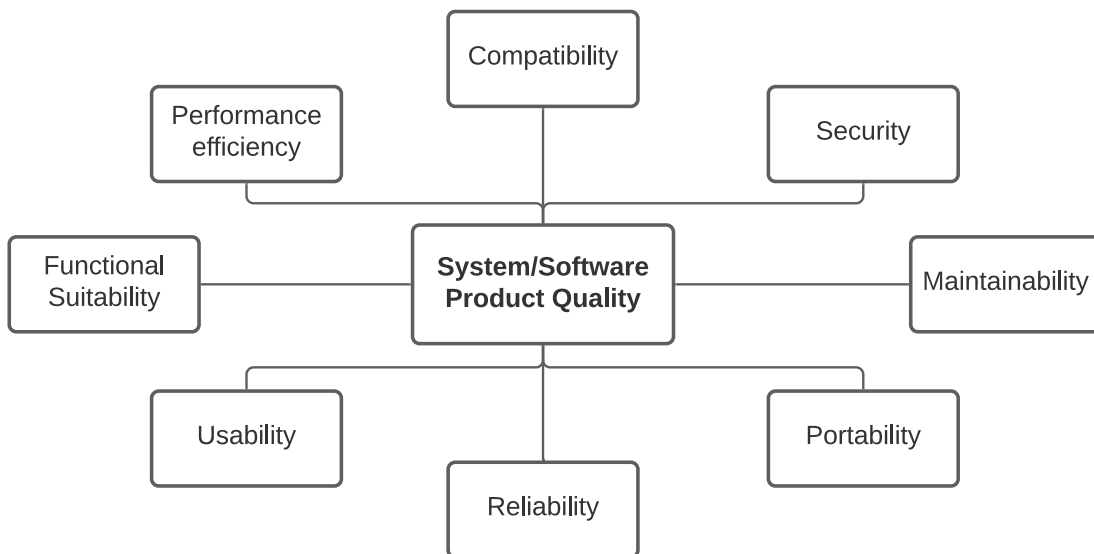 Compatibility
Performance
efficiency
Security
Functional
Suitability
System/Software
Product Quality
Maintainability
Usability
Portability
Reliability